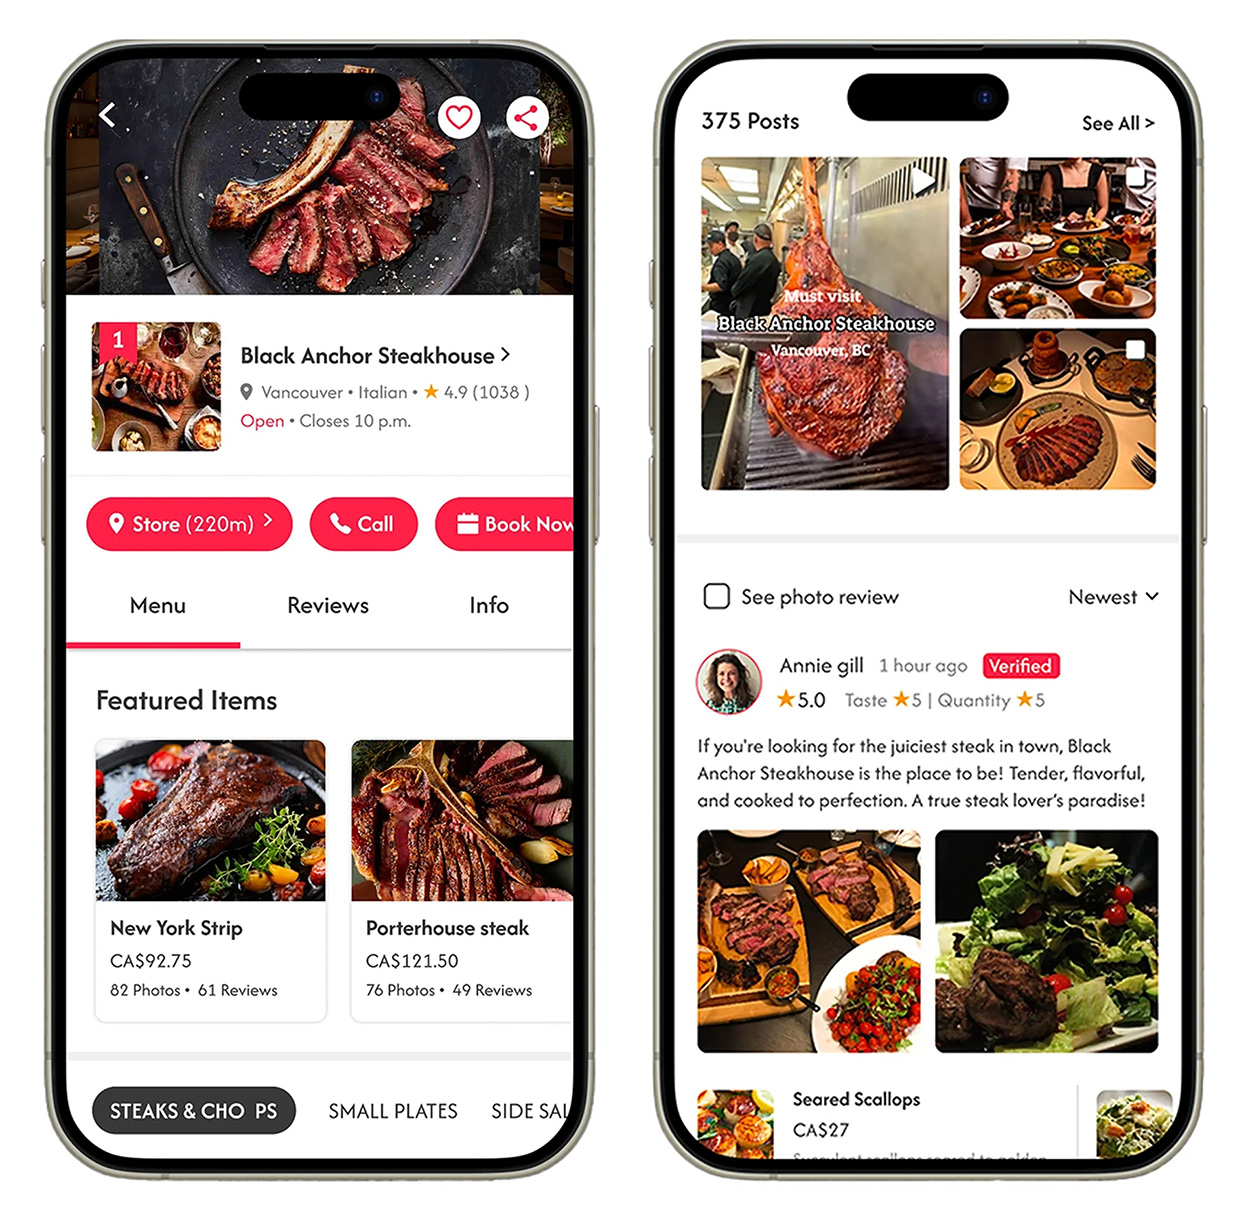 1
Black Anchor Steakhouse >
Vancouver • Italian • ★ 4.9 (1038 )
Open • Closes 10 p.m.
Store (220m) >
Call
Book Now
Menu
Reviews
Info
Featured Items
New York Strip
CA$92.75
82 Photos • 61 Reviews
Porterhouse steak
CA$121.50
76 Photos • 49 Reviews
STEAKS & CHO PS
SMALL PLATES
SIDE SAL
375 Posts
See All >
Must visit
Black Anchor Steakhouse
Vancouver, BC
See photo review
Newest
Annie gill 1 hour ago Verified
★5.0 Taste ★5 | Quantity ★5
If you're looking for the juiciest steak in town, Black
Anchor Steakhouse is the place to be! Tender, flavorful,
and cooked to perfection. A true steak lover's paradise!
Seared Scallops
CA$27
Succulent scallops seared to golden